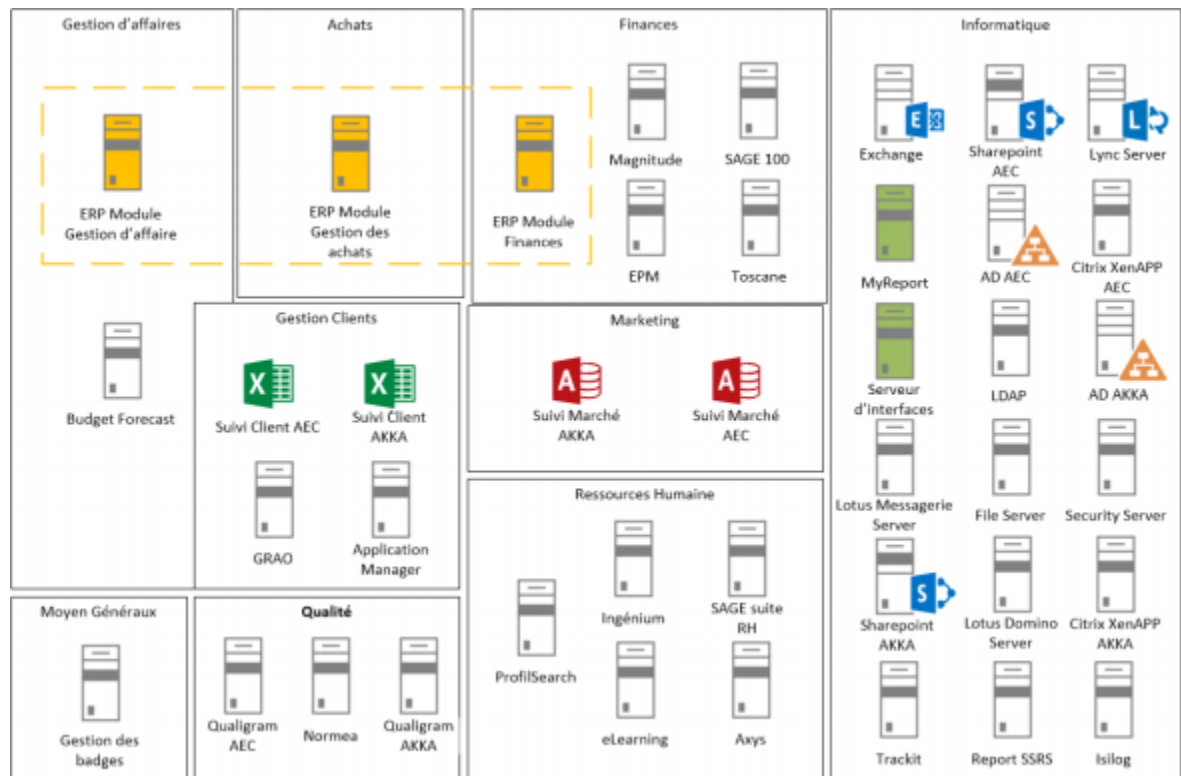 Gestion d'affaires
ERP Module
Gestion d'affaire
Budget Forecast
Achats
ERP Module
Gestion des
achats
Finances
ERP Module
Finances
Magnitude
SAGE 100
EPM
Toscane
Gestion Clients
Suivi Client AEC
Suivi Client
AKKA
GRAO
Application
Manager
Marketing
Suivi Marché
AKKA
Suivi Marché
AEC
Ressources Humaine
ProfilSearch
Ingénium
SAGE suite
RH
eLearning
Axys
Moyen Généraux
Gestion des
badges
Qualité
Qualigram
AEC
Normea
Qualigram
AKKA
Informatique
Exchange
Sharepoint
AEC
Lync Server
MyReport
AD AEC
Citrix XenAPP
AEC
Serveur
d'interfaces
LDAP
AD AKKA
Lotus Messagerie
Server
File Server
Security Server
Sharepoint
AKKA
Lotus Domino
Server
Citrix XenAPP
AKKA
Trackit
Report SSRS
Isilog
X
X
A
A
E
S
L
S